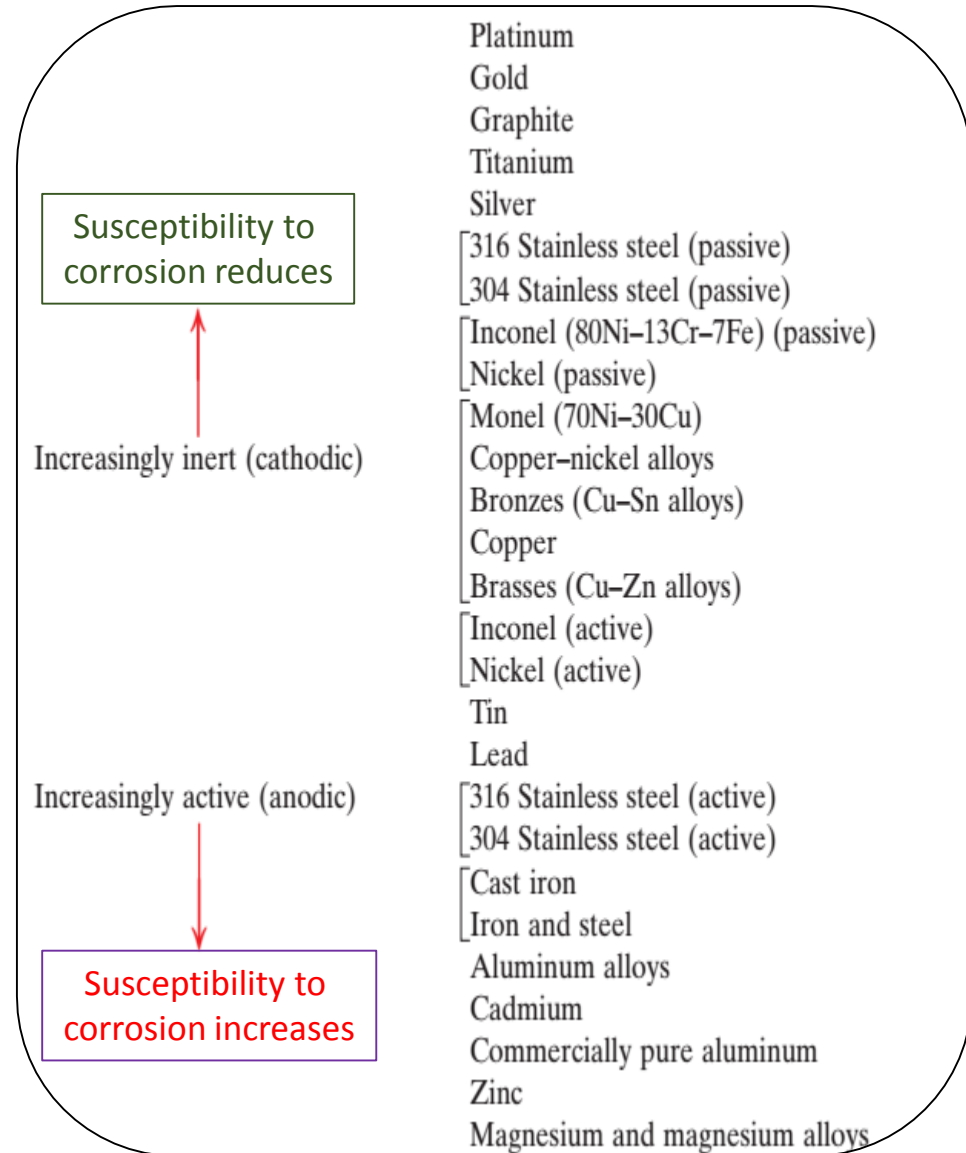 Platinum
Gold
Graphite
Titanium
Silver
Susceptibility to
corrosion reduces
316 Stainless steel (passive)
304 Stainless steel (passive)
Inconel (80Ni–13Cr–7Fe) (passive)
Nickel (passive)
Monel (70Ni–30Cu)
Increasingly inert (cathodic)
Copper–nickel alloys
Bronzes (Cu–Sn alloys)
Copper
Brasses (Cu–Zn alloys)
Inconel (active)
Nickel (active)
Tin
Lead
Increasingly active (anodic)
316 Stainless steel (active)
304 Stainless steel (active)
Cast iron
Iron and steel
Susceptibility to
corrosion increases
Aluminum alloys
Cadmium
Commercially pure aluminum
Zinc
Magnesium and magnesium alloys